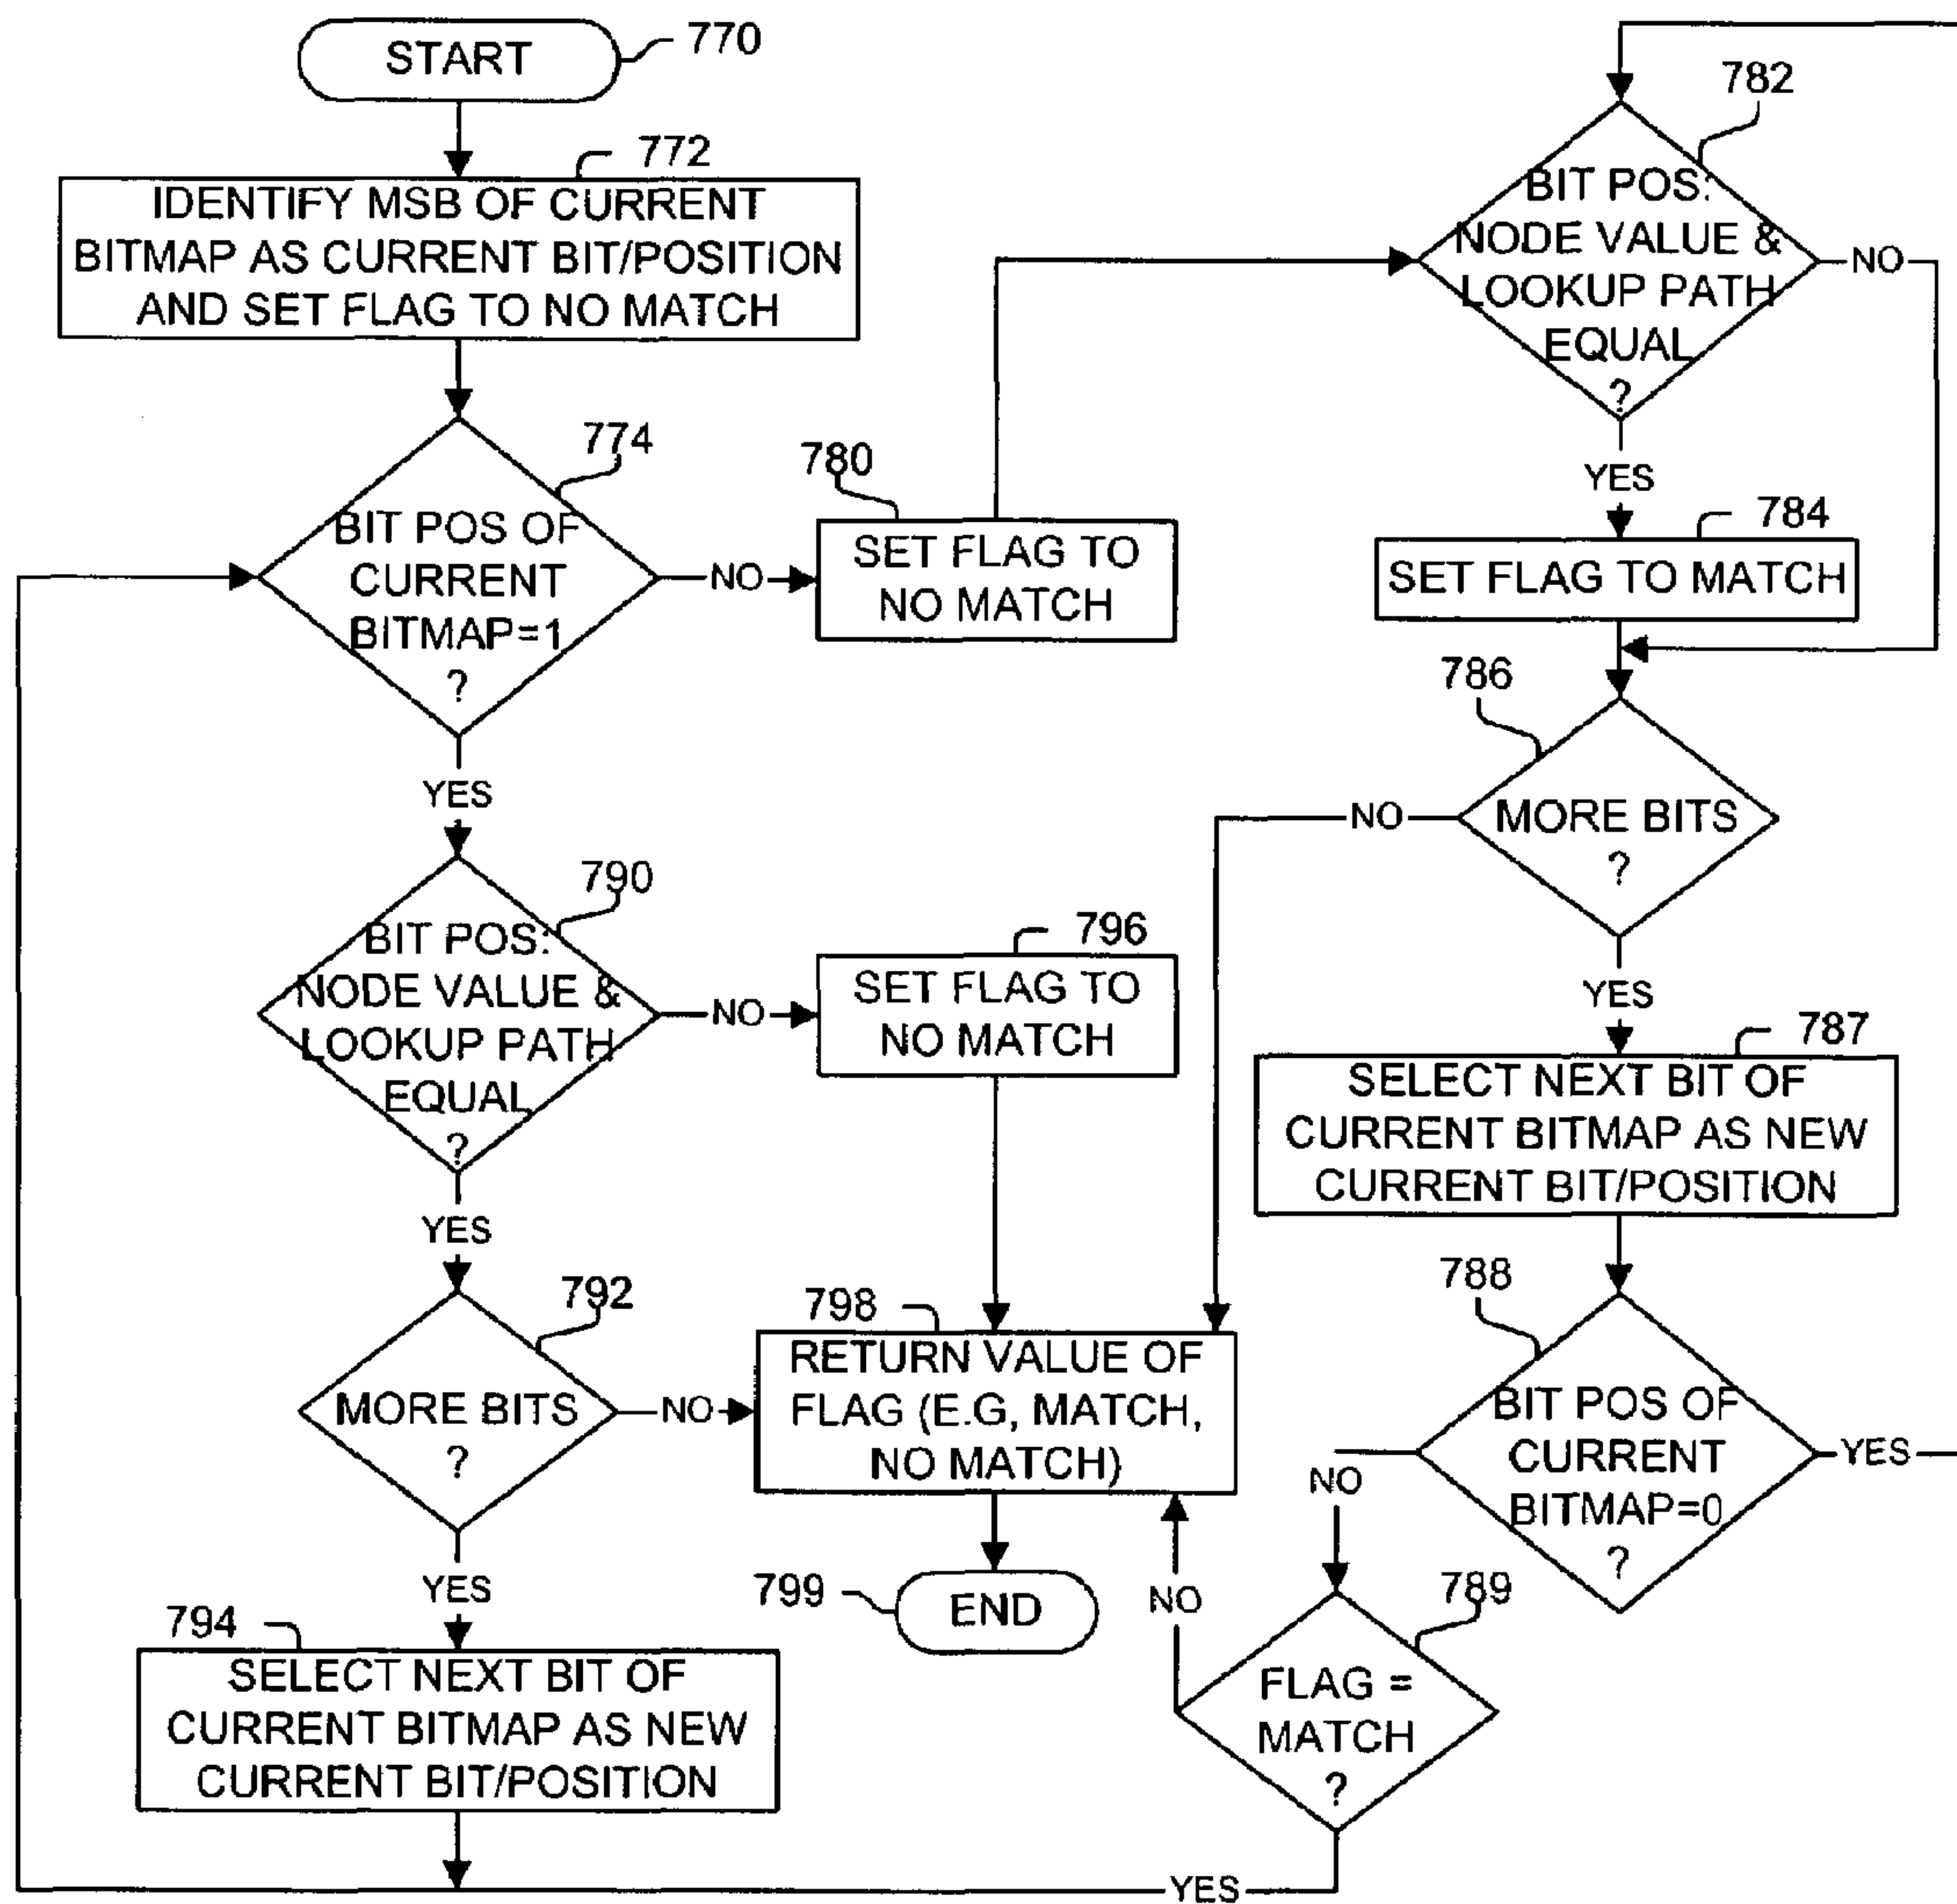 START
770
772
IDENTIFY MSB OF CURRENT
BITMAP AS CURRENT BIT/POSITION
AND SET FLAG TO NO MATCH
774
BIT POS OF
CURRENT
BITMAP=1
?
NO
YES
780
SET FLAG TO
NO MATCH
782
BIT POS:
NODE VALUE &
LOOKUP PATH
EQUAL
?
NO
YES
784
SET FLAG TO MATCH
786
MORE BITS
?
NO
YES
787
SELECT NEXT BIT OF
CURRENT BITMAP AS NEW
CURRENT BIT/POSITION
788
BIT POS OF
CURRENT
BITMAP=0
?
YES
NO
789
FLAG =
MATCH
?
NO
YES
790
BIT POS:
NODE VALUE &
LOOKUP PATH
EQUAL
?
NO
YES
796
SET FLAG TO
NO MATCH
792
MORE BITS
?
NO
YES
794
SELECT NEXT BIT OF
CURRENT BITMAP AS NEW
CURRENT BIT/POSITION
798
RETURN VALUE OF
FLAG (E.G, MATCH,
NO MATCH)
799
END